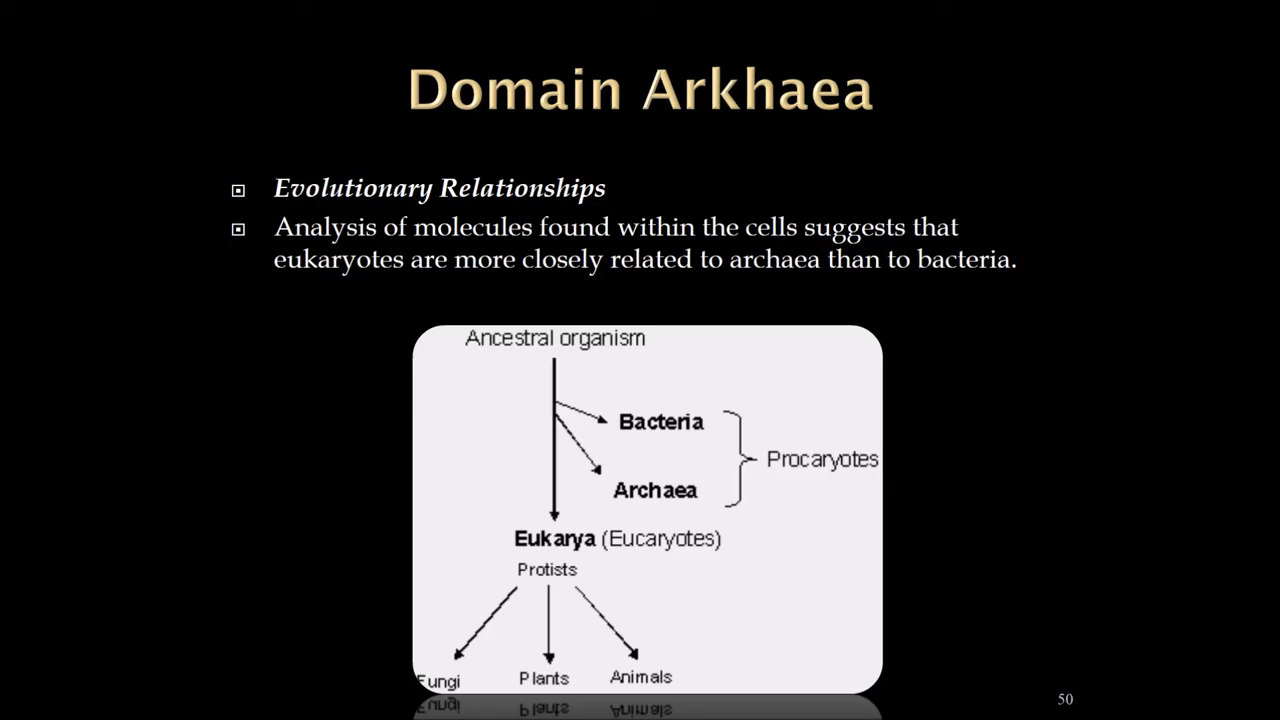 Domain Arkhaea
Evolutionary Relationships
Analysis of molecules found within the cells suggests that
eukaryotes are more closely related to archaea than to bacteria.
Ancestral organism
Bacteria
Procaryotes
Archaea
Eukarya (Eucaryotes)
Protists
Fungi
Plants
Animals
50